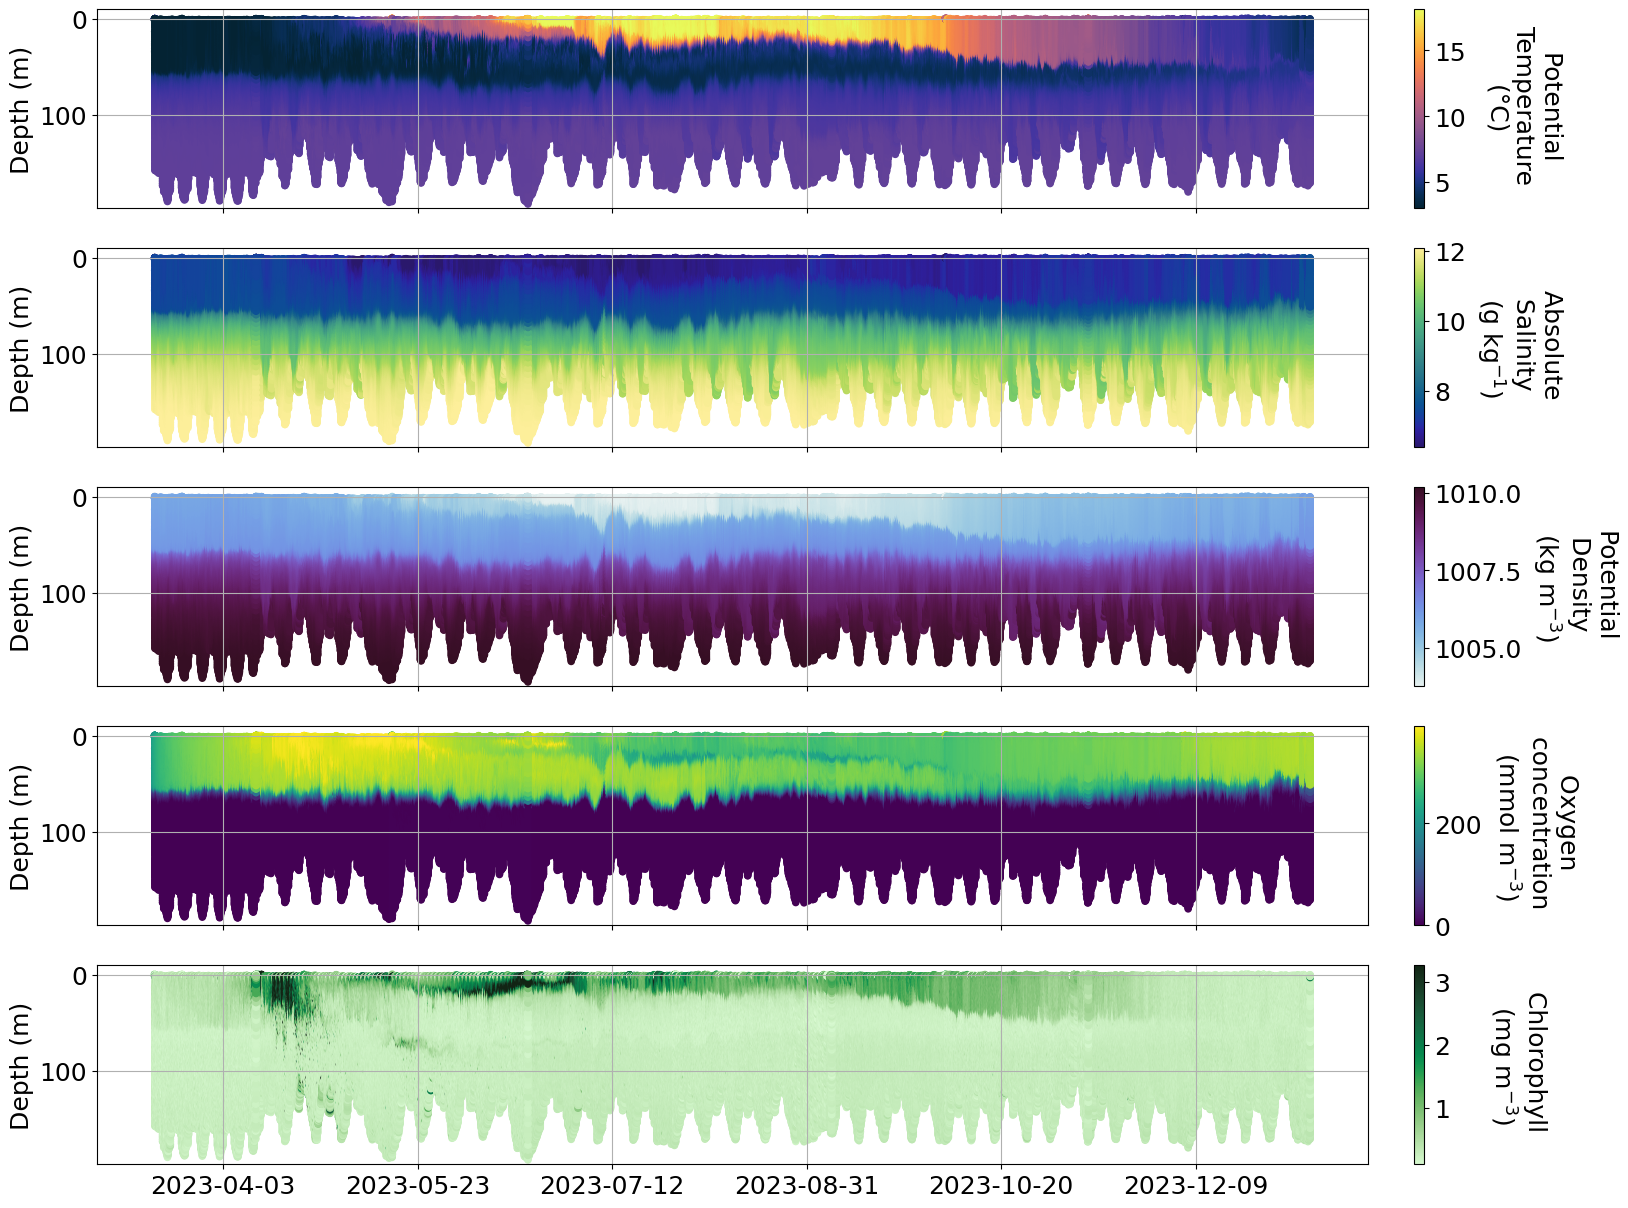 Depth (m)
0
100
15
10
5
Potential
Temperature
(°C)
Depth (m)
0
100
12
10
8
Absolute
Salinity
(g kg⁻¹)
Depth (m)
0
100
1010.0
1007.5
1005.0
Potential
Density
(kg m⁻³)
Depth (m)
0
100
200
0
Oxygen
concentration
(mmol m⁻³)
Depth (m)
0
100
3
2
1
Chlorophyll
(mg m⁻³)
2023-04-03 2023-05-23 2023-07-12 2023-08-31 2023-10-20 2023-12-09